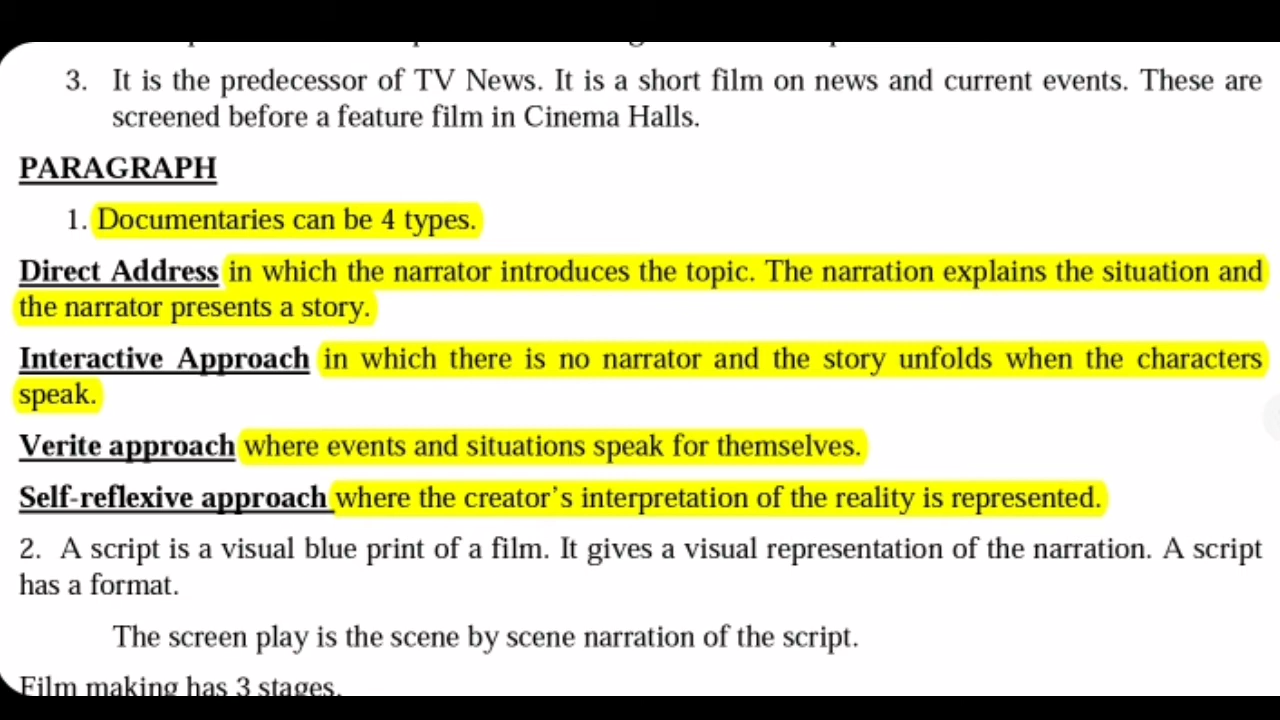 3. It is the predecessor of TV News. It is a short film on news and current events. These are
screened before a feature film in Cinema Halls.
PARAGRAPH
1. Documentaries can be 4 types.
Direct Address in which the narrator introduces the topic. The narration explains the situation and
the narrator presents a story.
Interactive Approach in which there is no narrator and the story unfolds when the characters
speak.
Verite approach where events and situations speak for themselves.
Self-reflexive approach where the creator’s interpretation of the reality is represented.
2. A script is a visual blue print of a film. It gives a visual representation of the narration. A script
has a format.
The screen play is the scene by scene narration of the script.
Film making has 3 stages.